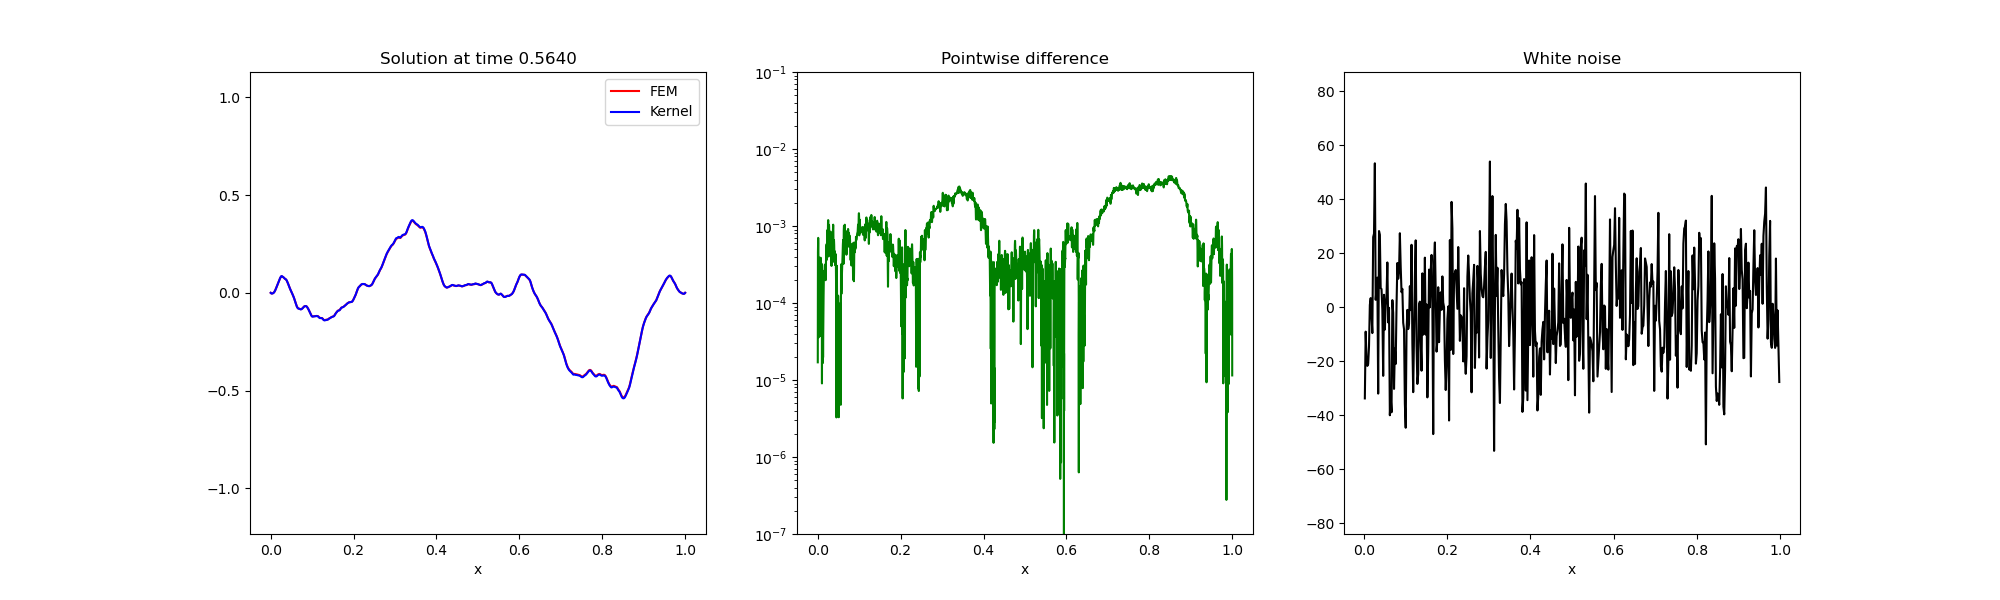 Solution at time 0.5640
1.0
0.5
0.0
−0.5
−1.0
0.0 0.2 0.4 0.6 0.8 1.0
x
FEM
Kernel
Pointwise difference
10⁻¹
10⁻²
10⁻³
10⁻⁴
10⁻⁵
10⁻⁶
10⁻⁷
0.0 0.2 0.4 0.6 0.8 1.0
x
White noise
80
60
40
20
0
−20
−40
−60
−80
0.0 0.2 0.4 0.6 0.8 1.0
x